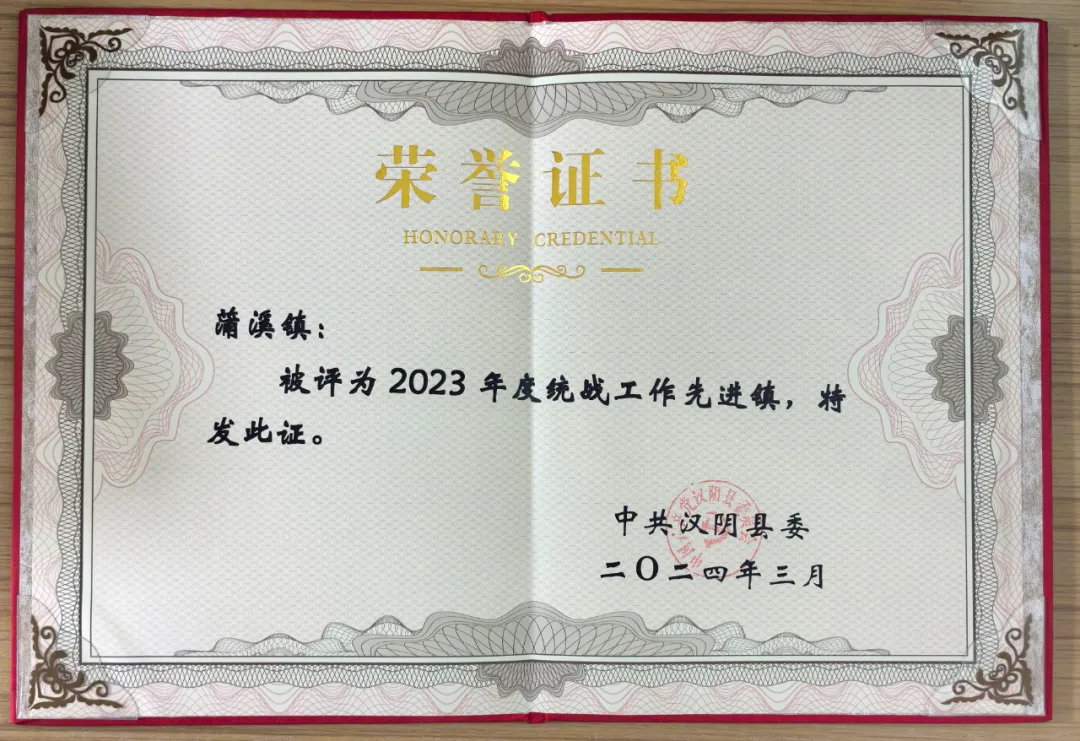 荣誉证书
HONORARY CREDENTIAL
蒲溪镇：
被评为2023年度统战工作先进镇，特
发此证。
中共汉阴县委
二〇二四年三月